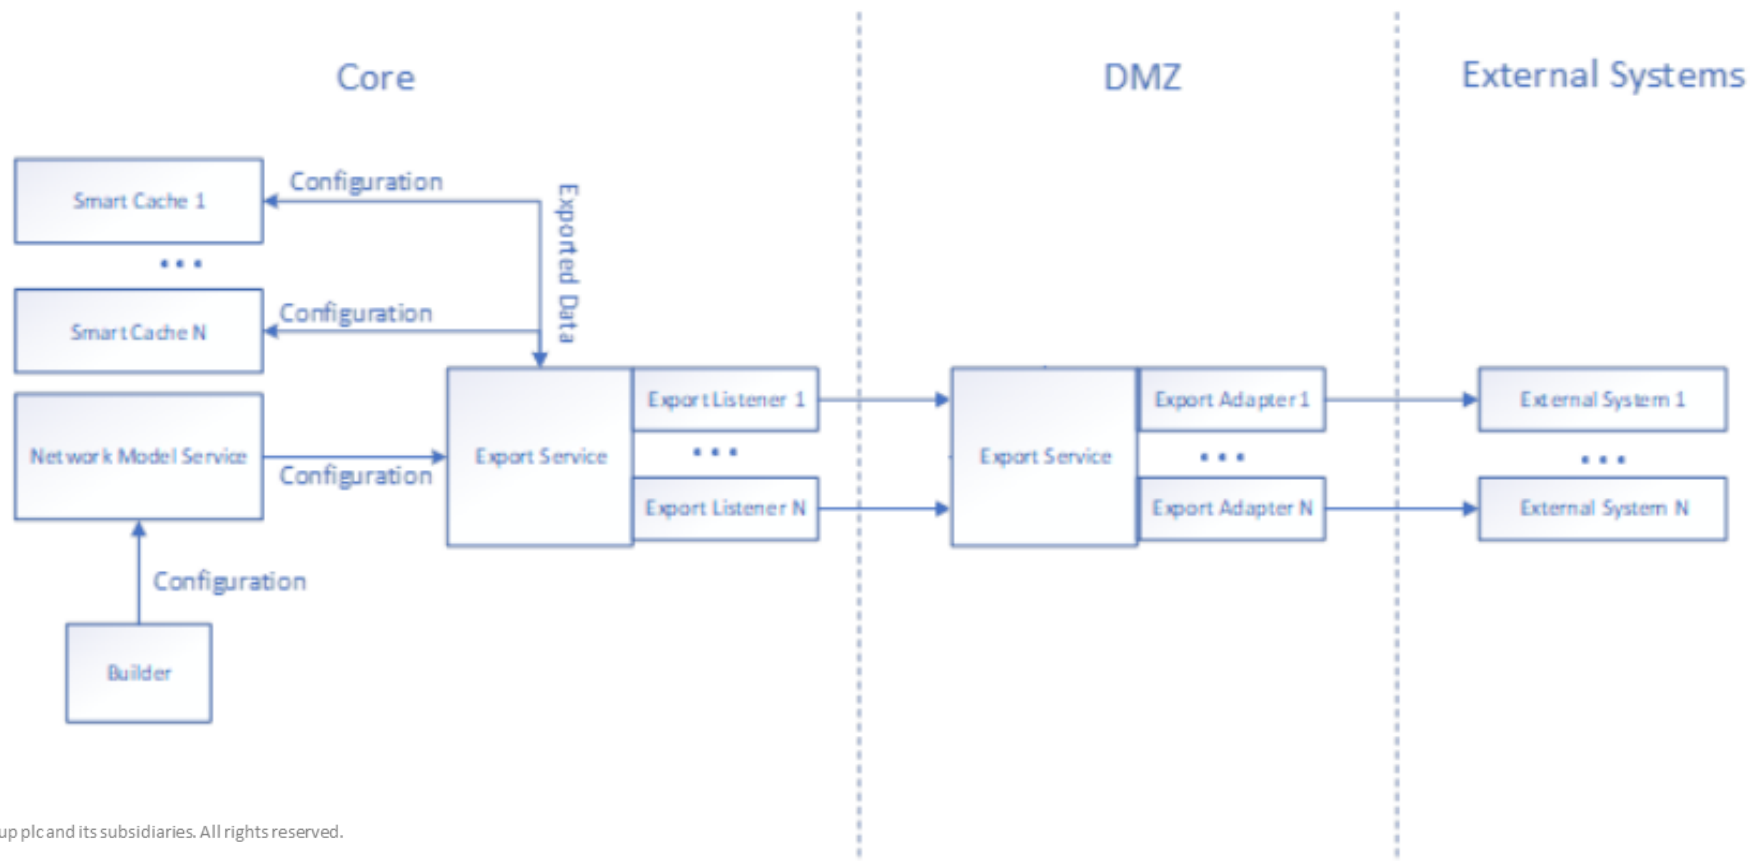 Core
DMZ
External Systems
Smart Cache 1
Configuration
Exported Data
...
Smart Cache N
Configuration
Network Model Service
Configuration
Export Service
Export Listener 1
...
Export Listener N
Export Service
Export Adapter 1
...
Export Adapter N
External System 1
...
External System N
Configuration
Builder
up plc and its subsidiaries. All rights reserved.